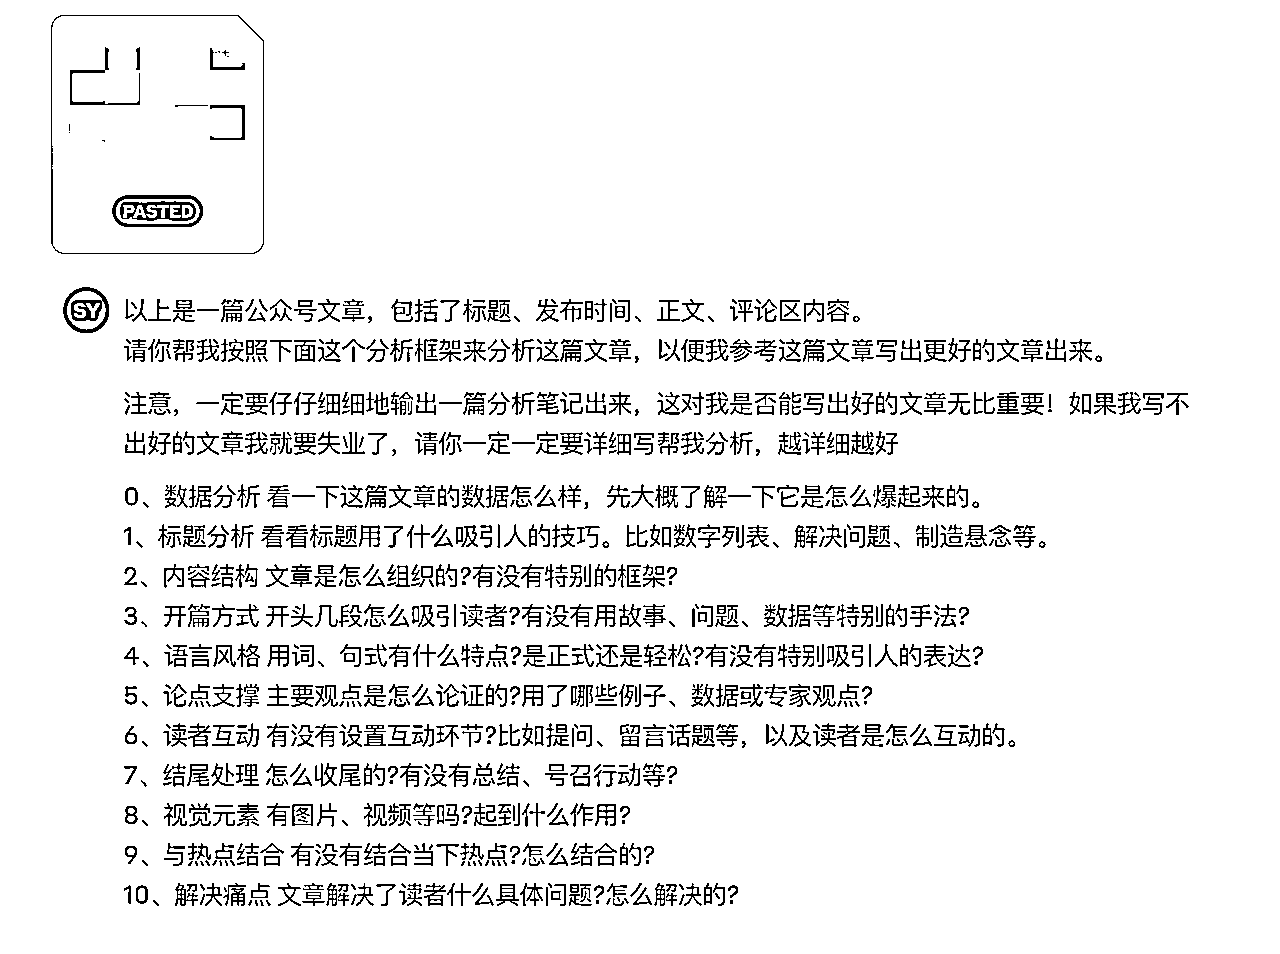 PASTED
SY
以上是一篇公众号文章，包括了标题、发布时间、正文、评论区内容。
请你帮我按照下面这个分析框架来分析这篇文章，以便我参考这篇文章写出更好的文章出来。
注意，一定要仔仔细细地输出一篇分析笔记出来，这对我是否能写出好的文章无比重要！如果我写不
出好的文章我就要失业了，请你一定一定要详细写帮我分析，越详细越好
0、数据分析 看一下这篇文章的数据怎么样，先大概了解一下它是怎么爆起来的。
1、标题分析 看看标题用了什么吸引人的技巧。比如数字列表、解决问题、制造悬念等。
2、内容结构 文章是怎么组织的?有没有特别的框架?
3、开篇方式 开头几段怎么吸引读者?有没有用故事、问题、数据等特别的手法?
4、语言风格 用词、句式有什么特点?是正式还是轻松?有没有特别吸引人的表达?
5、论点支撑 主要观点是怎么论证的?用了哪些例子、数据或专家观点?
6、读者互动 有没有设置互动环节?比如提问、留言话题等，以及读者是怎么互动的。
7、结尾处理 怎么收尾的?有没有总结、号召行动等?
8、视觉元素 有图片、视频等吗?起到什么作用?
9、与热点结合 有没有结合当下热点?怎么结合的?
10、解决痛点 文章解决了读者什么具体问题?怎么解决的?